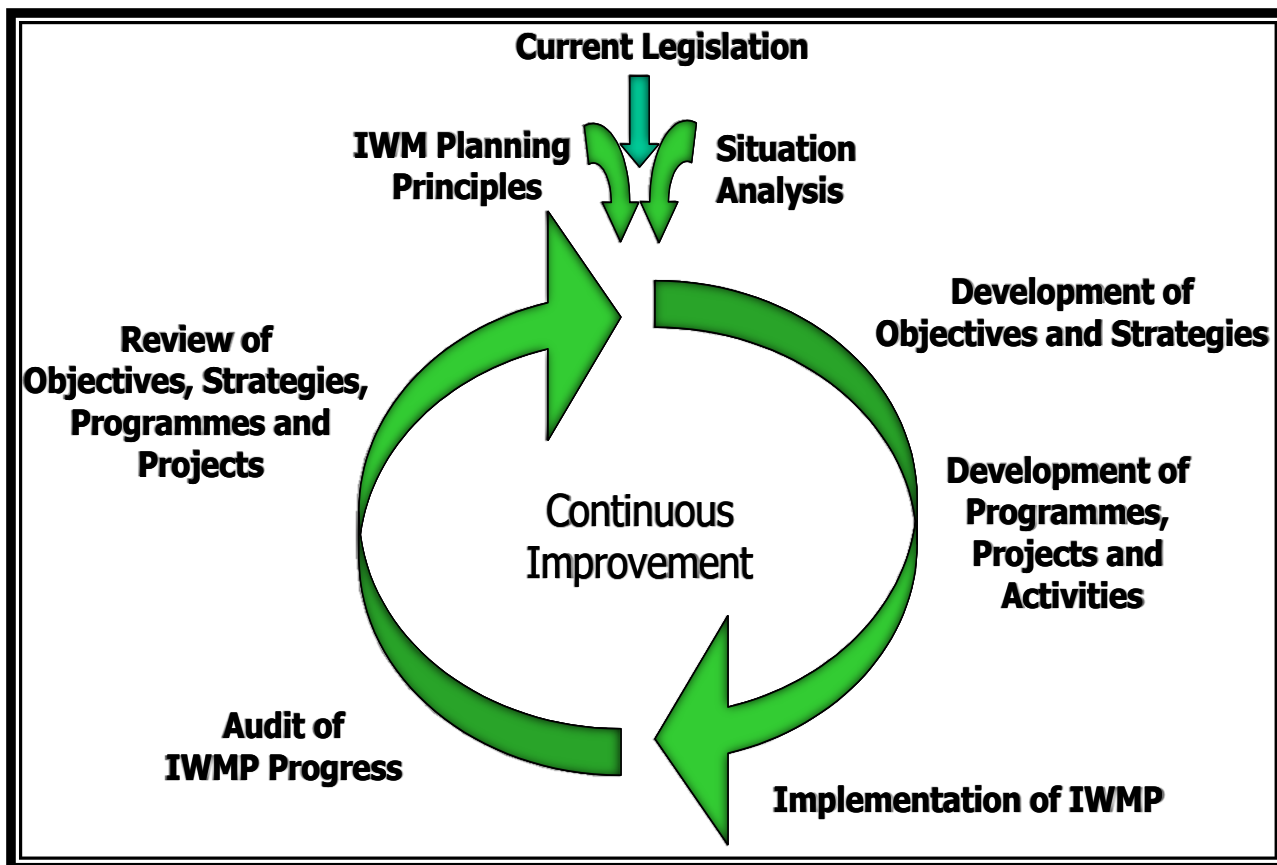 Current Legislation
IWM Planning
Principles
Situation
Analysis
Development of
Objectives and Strategies
Development of
Programmes,
Projects and
Activities
Implementation of IWMP
Audit of
IWMP Progress
Review of
Objectives, Strategies,
Programmes and
Projects
Continuous
Improvement